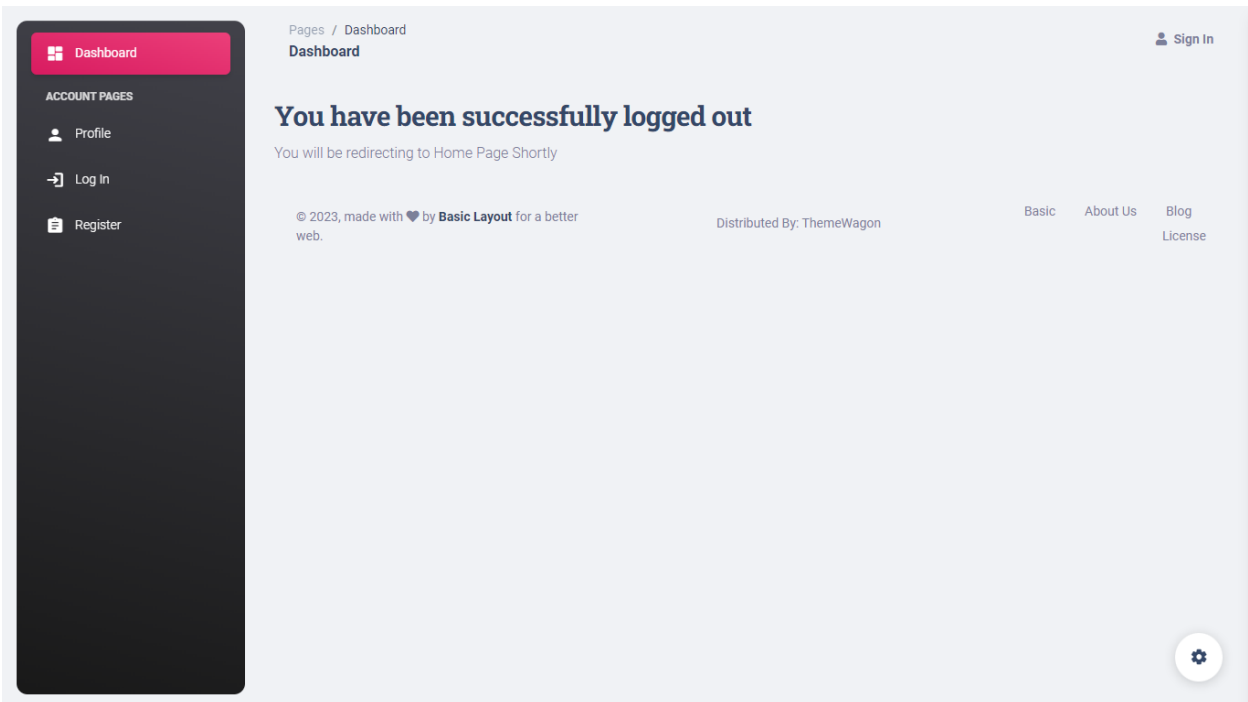 Dashboard
ACCOUNT PAGES
Profile
Log In
Register
Pages / Dashboard
Dashboard
Sign In
You have been successfully logged out
You will be redirecting to Home Page Shortly
© 2023, made with ♥ by Basic Layout for a better
web.
Distributed By: ThemeWagon
Basic About Us Blog
License